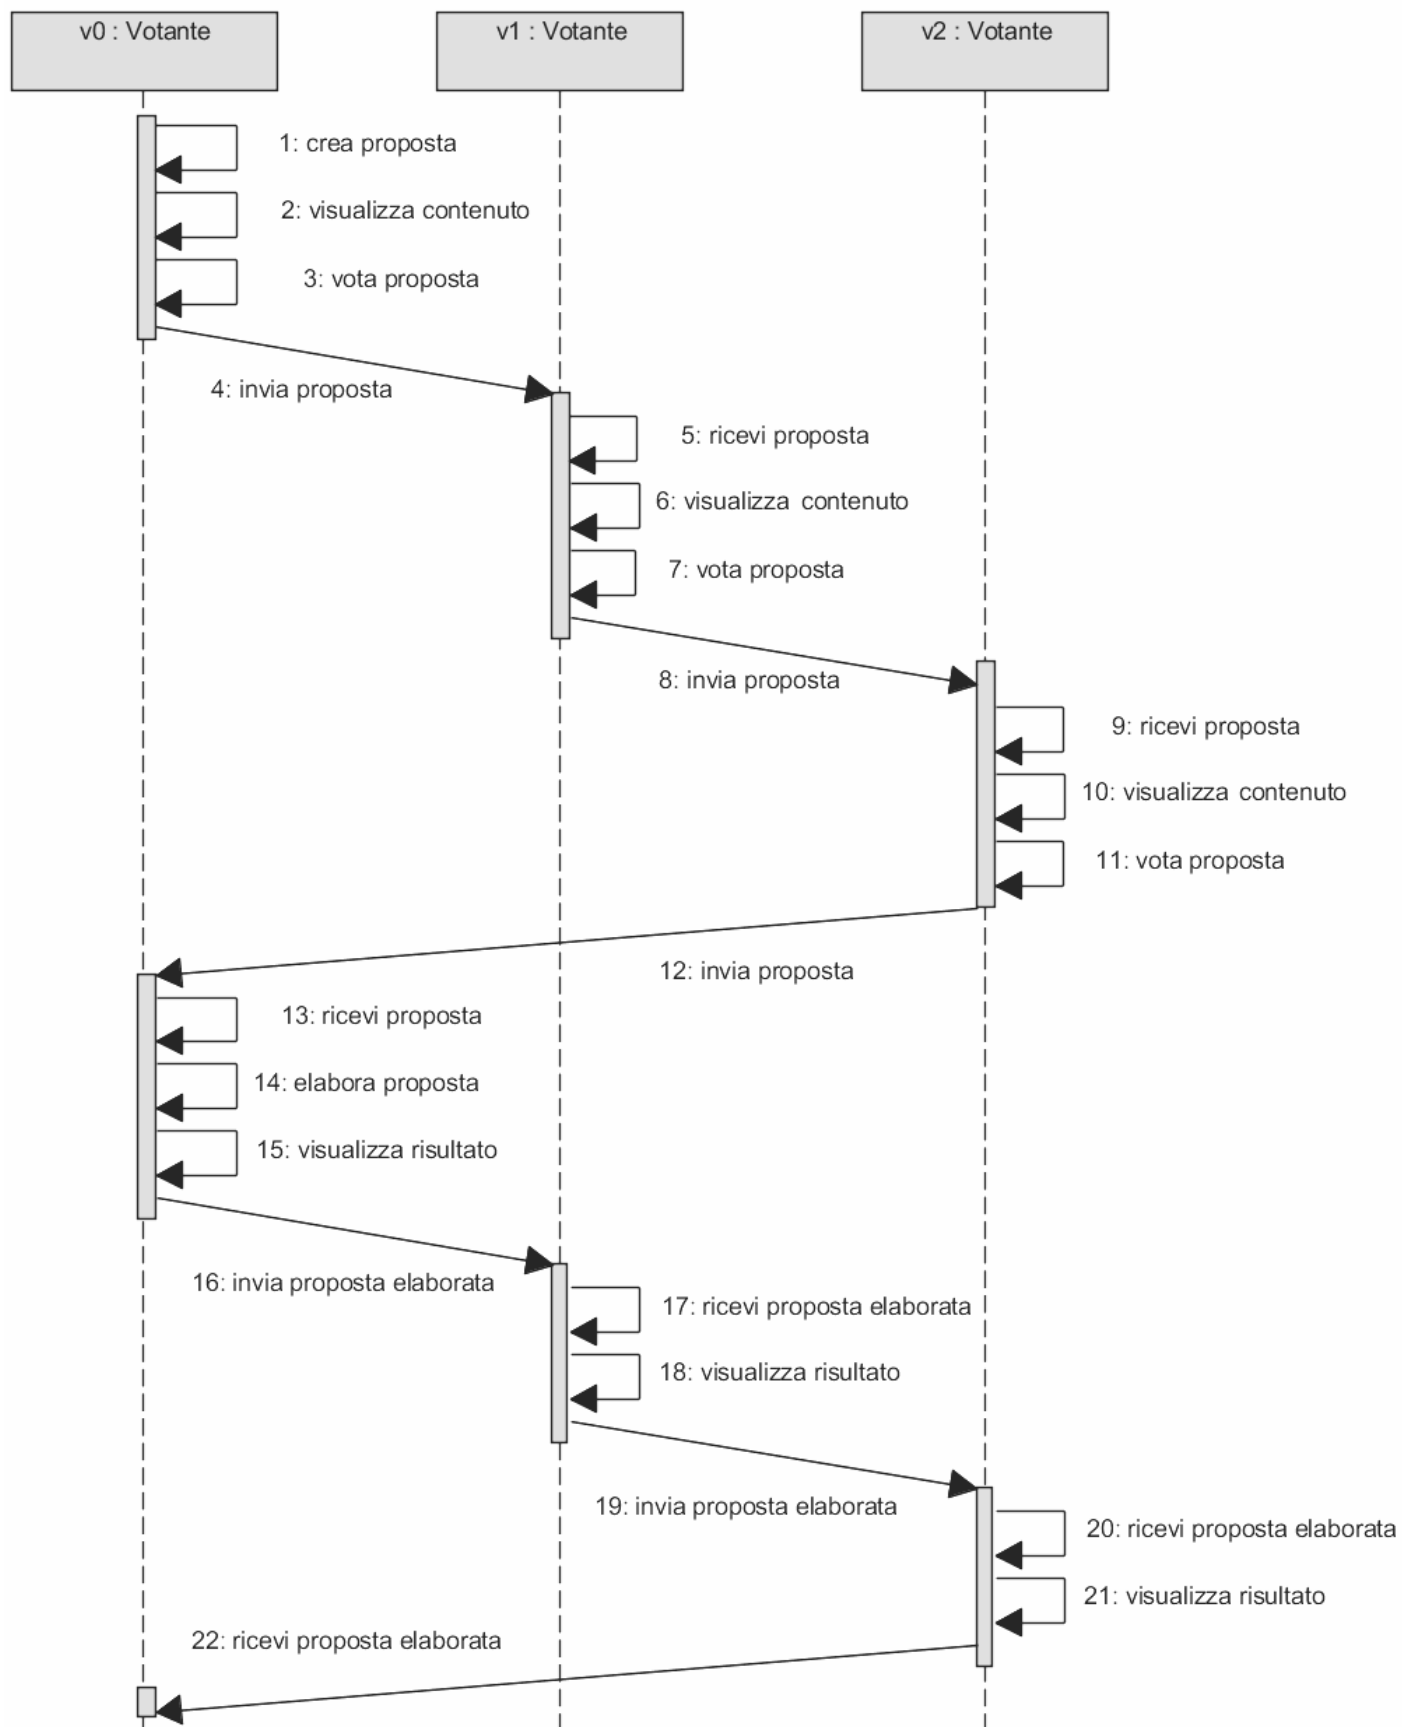 v0 : Votante
v1 : Votante
v2 : Votante
1: crea proposta
2: visualizza contenuto
3: vota proposta
4: invia proposta
5: ricevi proposta
6: visualizza contenuto
7: vota proposta
8: invia proposta
9: ricevi proposta
10: visualizza contenuto
11: vota proposta
12: invia proposta
13: ricevi proposta
14: elabora proposta
15: visualizza risultato
16: invia proposta elaborata
17: ricevi proposta elaborata
18: visualizza risultato
19: invia proposta elaborata
20: ricevi proposta elaborata
21: visualizza risultato
22: ricevi proposta elaborata